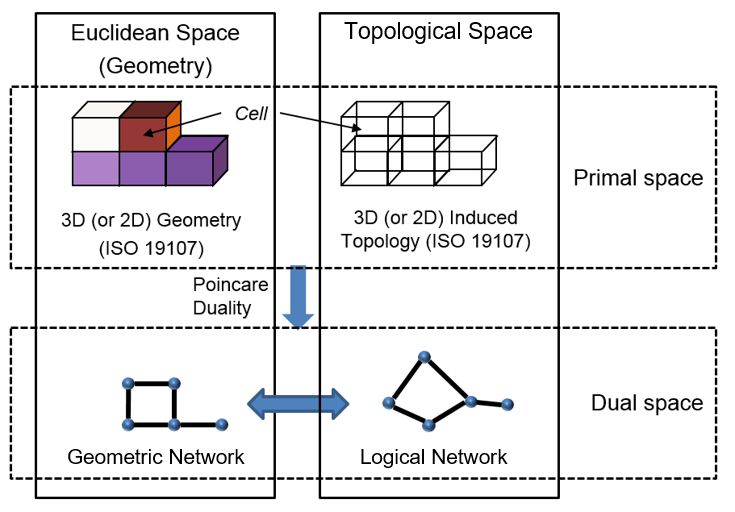 Euclidean Space
(Geometry)
Topological Space
Cell
Primal space
3D (or 2D) Geometry
(ISO 19107)
3D (or 2D) Induced
Topology (ISO 19107)
Poincare
Duality
Dual space
Geometric Network
Logical Network